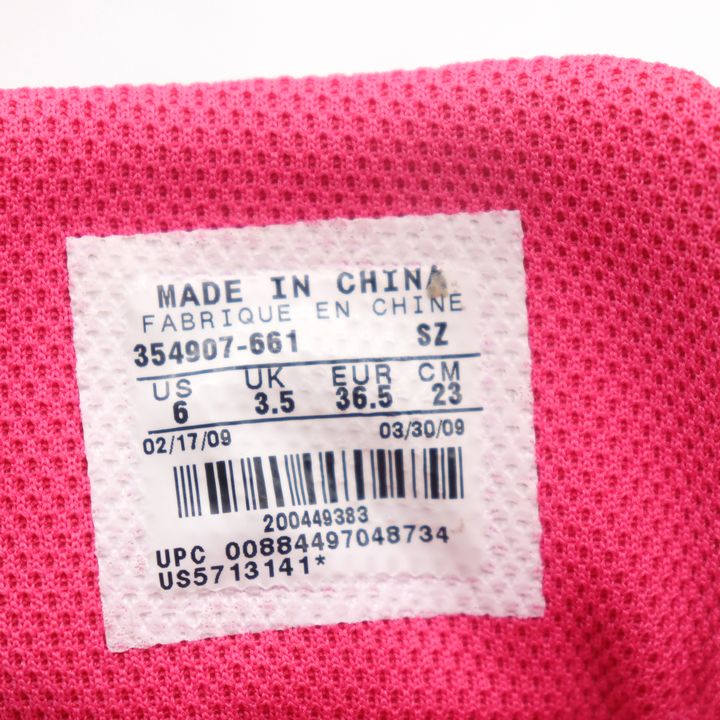 MADE IN CHINA
FABRIQUE EN CHINE
354907-661 SZ
US UK EUR CM
6 3.5 36.5 23
02/17/09 03/30/09
200449383
UPC 00884497048734
US5713141*